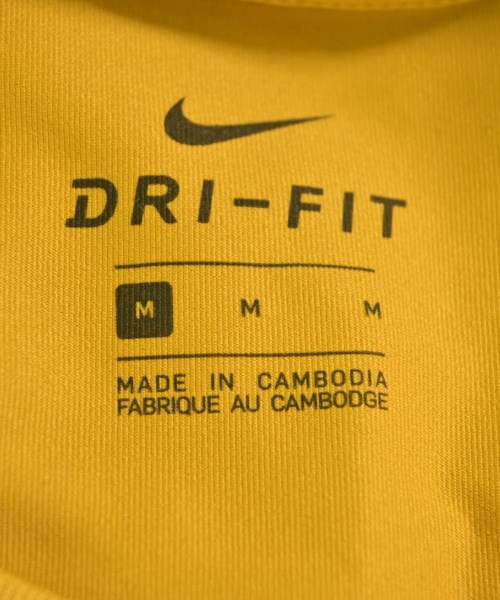 DRI-FIT
M M M
MADE IN CAMBODIA
FABRIQUE AU CAMBODGE